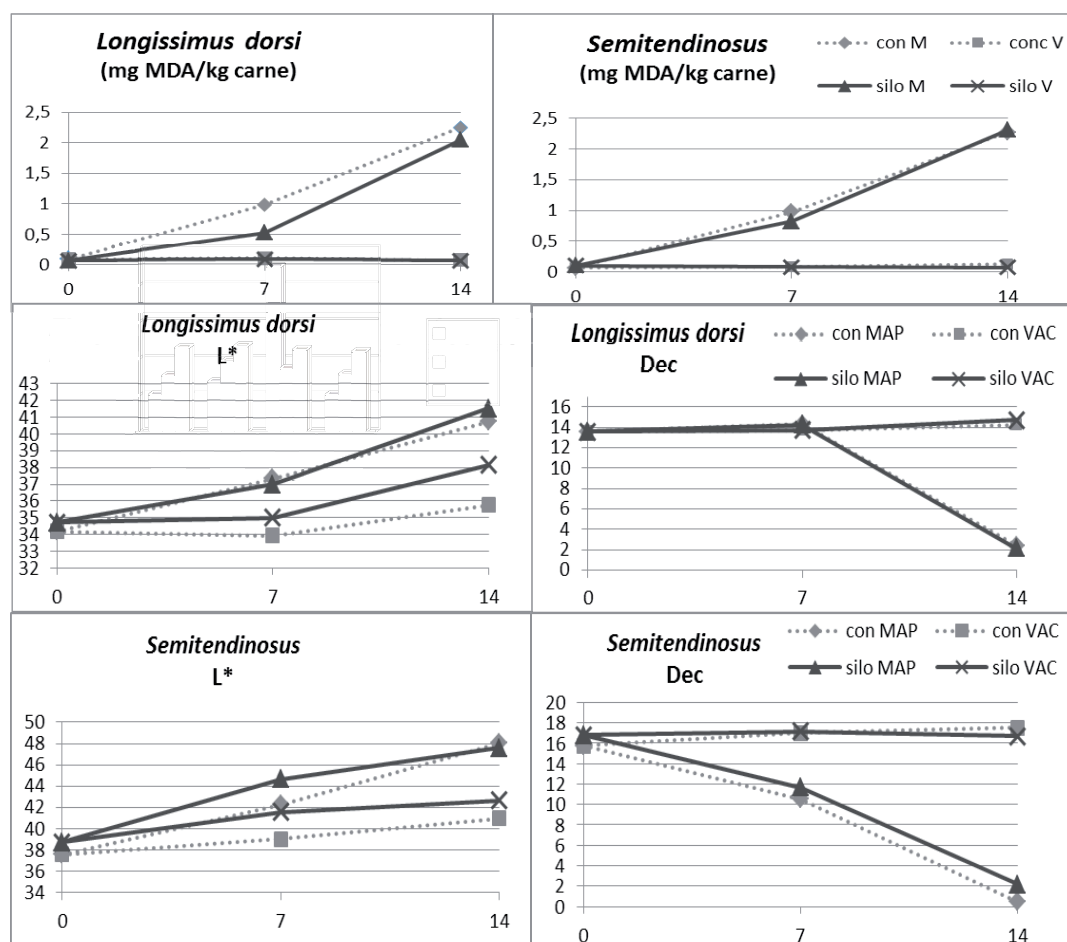 Longissimus dorsi
(mg MDA/kg carne)
2,5
2
1,5
1
0,5
0
0 7 14
Semitendinosus
(mg MDA/kg carne)
con M conc V
silo M silo V
2,5
2
1,5
1
0,5
0
0 7 14
Longissimus dorsi
L*
43
42
41
40
39
38
37
36
35
34
33
32
0 7 14
Longissimus dorsi
Dec
con MAP con VAC
silo MAP silo VAC
16
14
12
10
8
6
4
2
0
0 7 14
Semitendinosus
L*
50
48
46
44
42
40
38
36
34
0 7 14
Semitendinosus
Dec
con MAP con VAC
silo MAP silo VAC
20
18
16
14
12
10
8
6
4
2
0
0 7 14